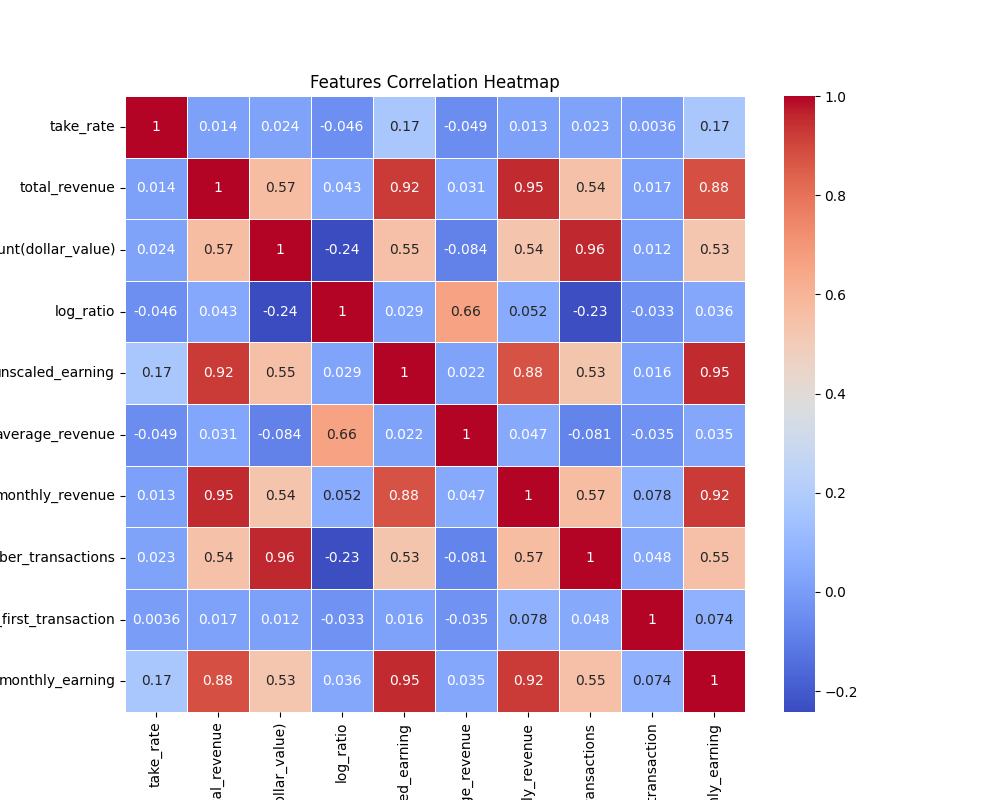 Features Correlation Heatmap
take_rate 1 0.014 0.024 -0.046 0.17 -0.049 0.013 0.023 0.0036 0.17
total_revenue 0.014 1 0.57 0.043 0.92 0.031 0.95 0.54 0.017 0.88
unt(dollar_value) 0.024 0.57 1 -0.24 0.55 -0.084 0.54 0.96 0.012 0.53
log_ratio -0.046 0.043 -0.24 1 0.029 0.66 0.052 -0.23 -0.033 0.036
nscaled_earning 0.17 0.92 0.55 0.029 1 0.022 0.88 0.53 0.016 0.95
average_revenue -0.049 0.031 -0.084 0.66 0.022 1 0.047 -0.081 -0.035 0.035
monthly_revenue 0.013 0.95 0.54 0.052 0.88 0.047 1 0.57 0.078 0.92
ber_transactions 0.023 0.54 0.96 -0.23 0.53 -0.081 0.57 1 0.048 0.55
_first_transaction 0.0036 0.017 0.012 -0.033 0.016 -0.035 0.078 0.048 1 0.074
monthly_earning 0.17 0.88 0.53 0.036 0.95 0.035 0.92 0.55 0.074 1
take_rate
al_revenue
ollar_value)
log_ratio
ed_earning
ge_revenue
ly_revenue
ransactions
transaction
hly_earning
1.0
0.8
0.6
0.4
0.2
0.0
−0.2